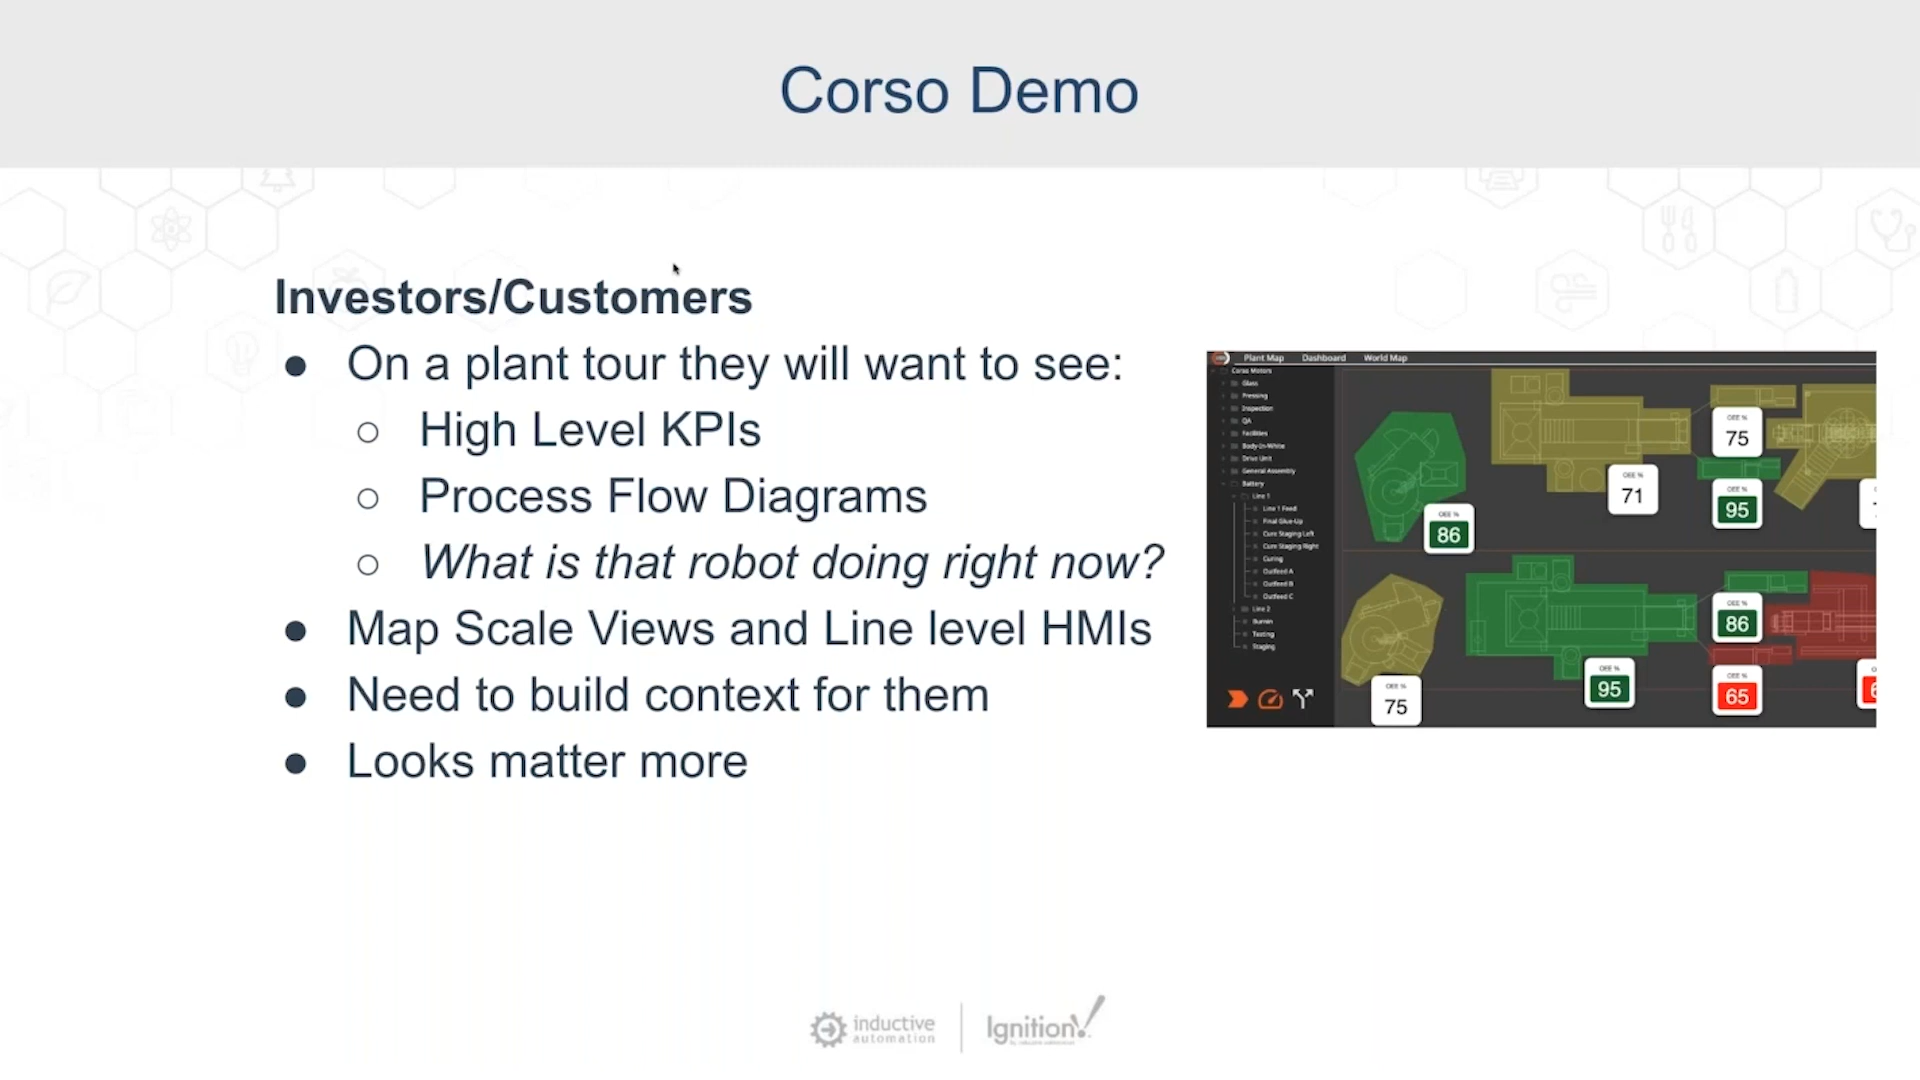 Corso Demo
Investors/Customers
● On a plant tour they will want to see:
○ High Level KPIs
○ Process Flow Diagrams
○ What is that robot doing right now?
● Map Scale Views and Line level HMIs
● Need to build context for them
● Looks matter more
Plant Map Dashboard World Map
Corso Motors
Glass
Pressing
Inspection
QA
Facilities
Body-In-White
Drive Unit
General Assembly
Battery
Line 1
Line 1 Feed
Final Glue-Up
Cure Staging Left
Cure Staging Right
Curing
Outfeed A
Outfeed B
Outfeed C
Line 2
Burnin
Testing
Staging
OEE %
75
OEE %
71
OEE %
95
OEE %
86
OEE %
86
OEE %
95
OEE %
65
OEE %
75
inductive
automation
Ignition!
by inductive automation